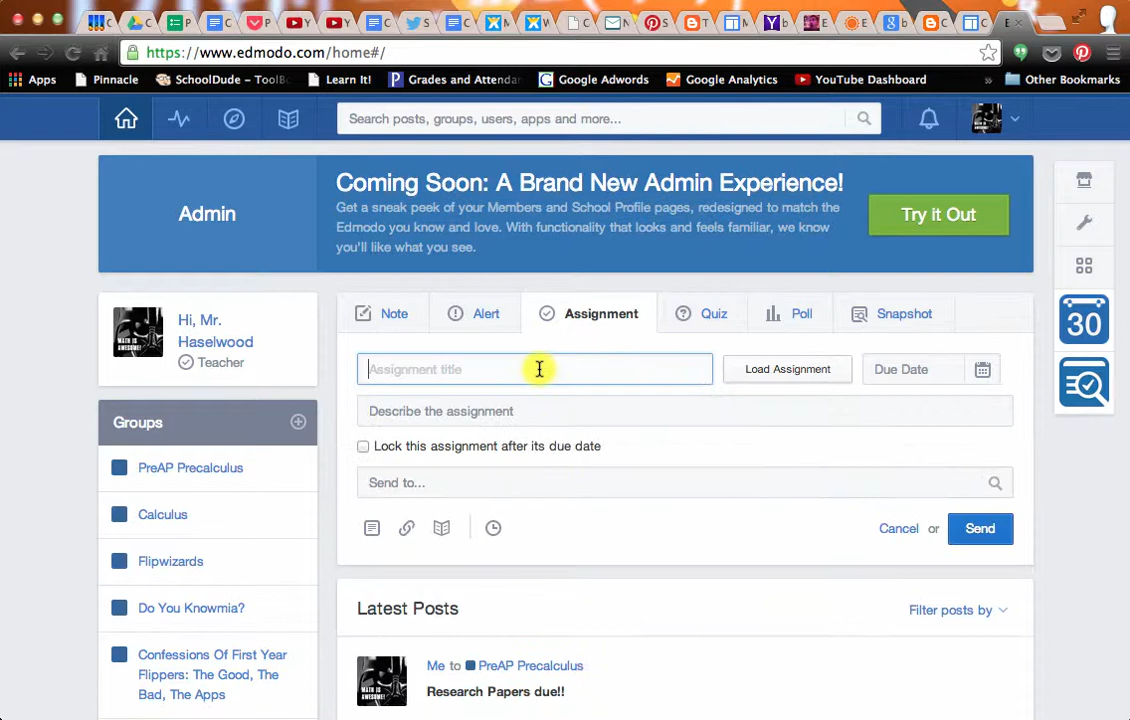 https://www.edmodo.com/home#/
Apps Pinnacle SchoolDude - ToolBo Learn It! Grades and Attendan Google Adwords Google Analytics YouTube Dashboard » Other Bookmarks
Search posts, groups, users, apps and more...
Admin
Coming Soon: A Brand New Admin Experience!
Get a sneak peek of your Members and School Profile pages, redesigned to match the
Edmodo you know and love. With functionality that looks and feels familiar, we know
you'll like what you see.
Try it Out
Hi, Mr.
Haselwood
Teacher
Groups
PreAP Precalculus
Calculus
Flipwizards
Do You Knowmia?
Confessions Of First Year
Flippers: The Good, The
Bad, The Apps
Note Alert Assignment Quiz Poll Snapshot
Assignment title Load Assignment Due Date
Describe the assignment
Lock this assignment after its due date
Send to...
Cancel or Send
Latest Posts Filter posts by
Me to PreAP Precalculus
Research Papers due!!
30